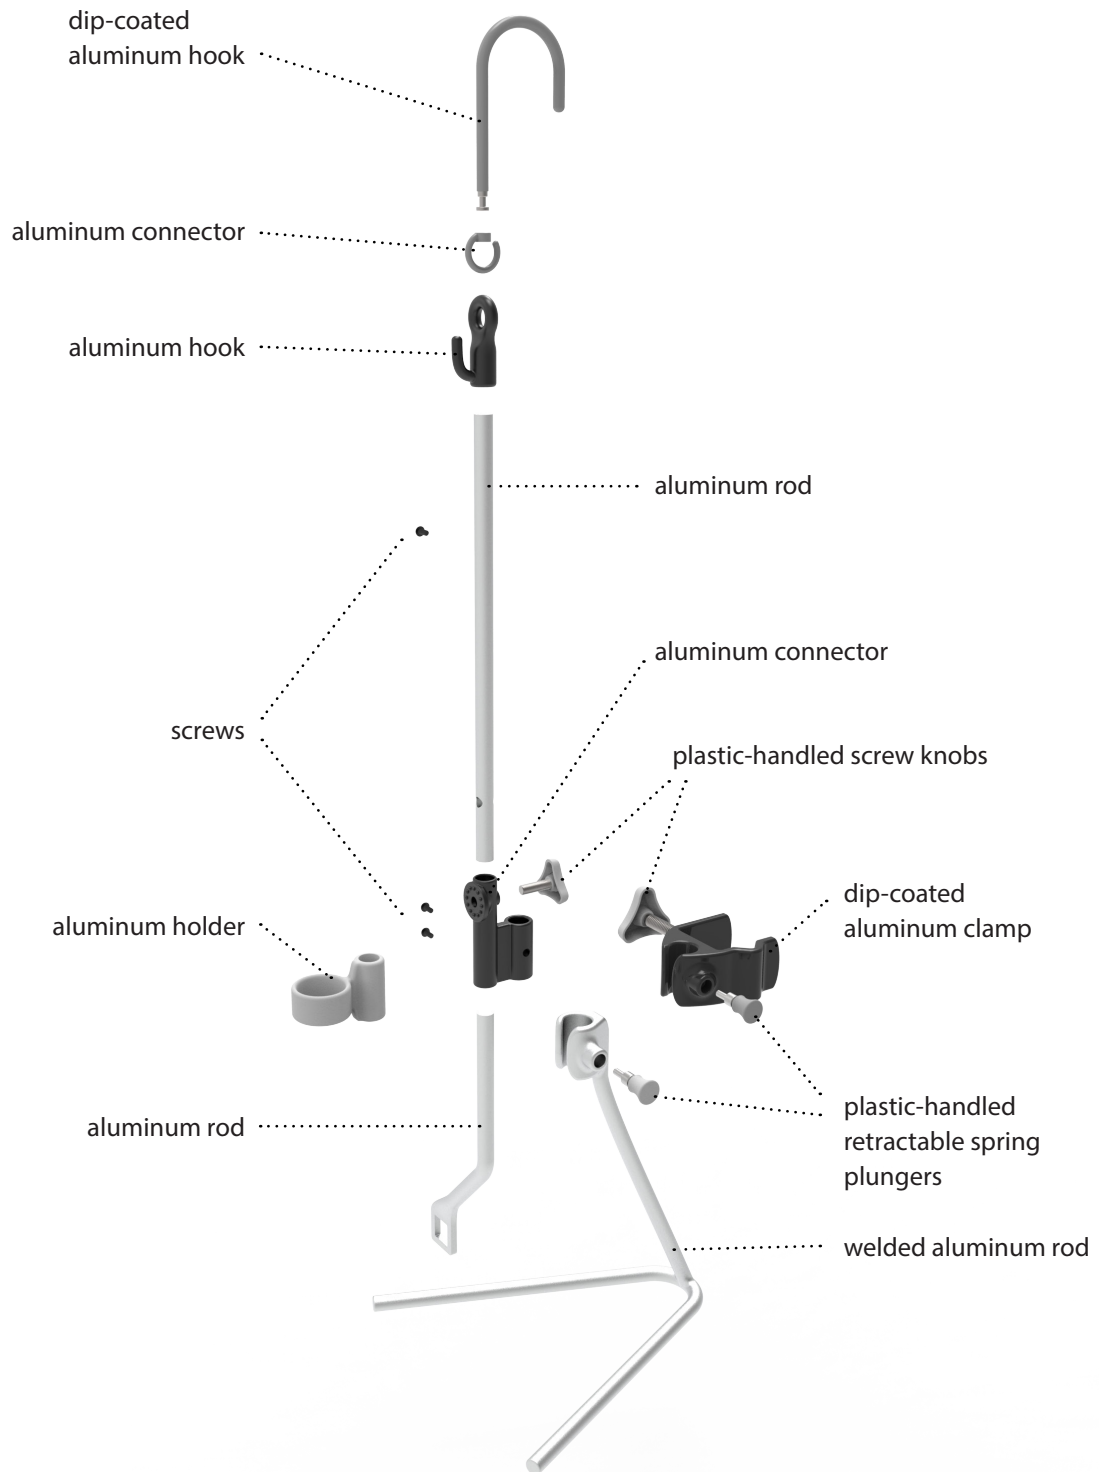 dip-coated
aluminum hook
aluminum connector
aluminum hook
aluminum rod
aluminum connector
screws
plastic-handled screw knobs
dip-coated
aluminum clamp
aluminum holder
plastic-handled
retractable spring
plungers
aluminum rod
welded aluminum rod